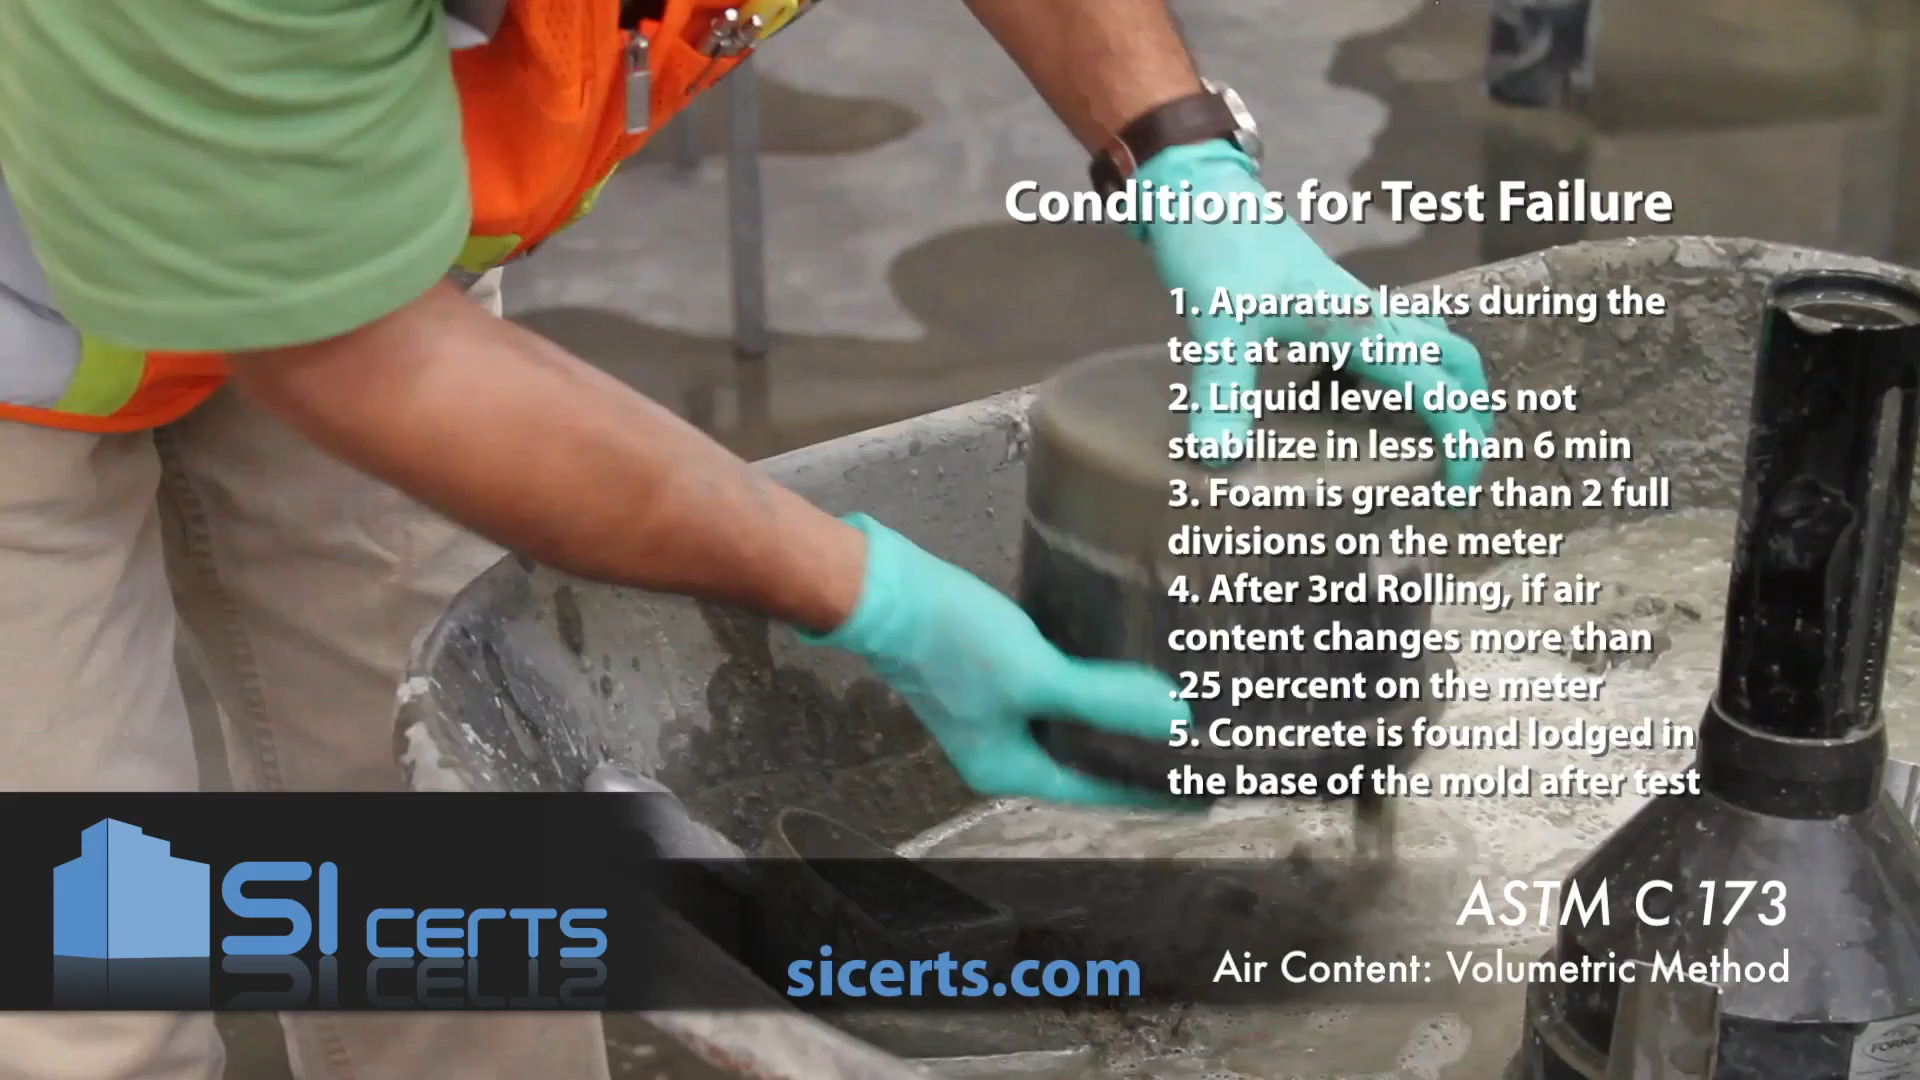 Conditions for Test Failure
1. Aparatus leaks during the
test at any time
2. Liquid level does not
stabilize in less than 6 min
3. Foam is greater than 2 full
divisions on the meter
4. After 3rd Rolling, if air
content changes more than
.25 percent on the meter
5. Concrete is found lodged in
the base of the mold after test
SI CERTS
sicerts.com
ASTM C 173
Air Content: Volumetric Method
FORNE